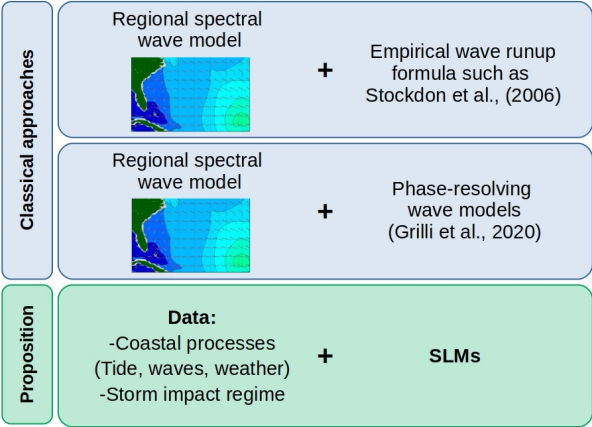 Classical approaches
Regional spectral
wave model
+
Empirical wave runup
formula such as
Stockdon et al., (2006)
Regional spectral
wave model
+
Phase-resolving
wave models
(Grilli et al., 2020)
Proposition
Data:
-Coastal processes
(Tide, waves, weather)
-Storm impact regime
+
SLMs